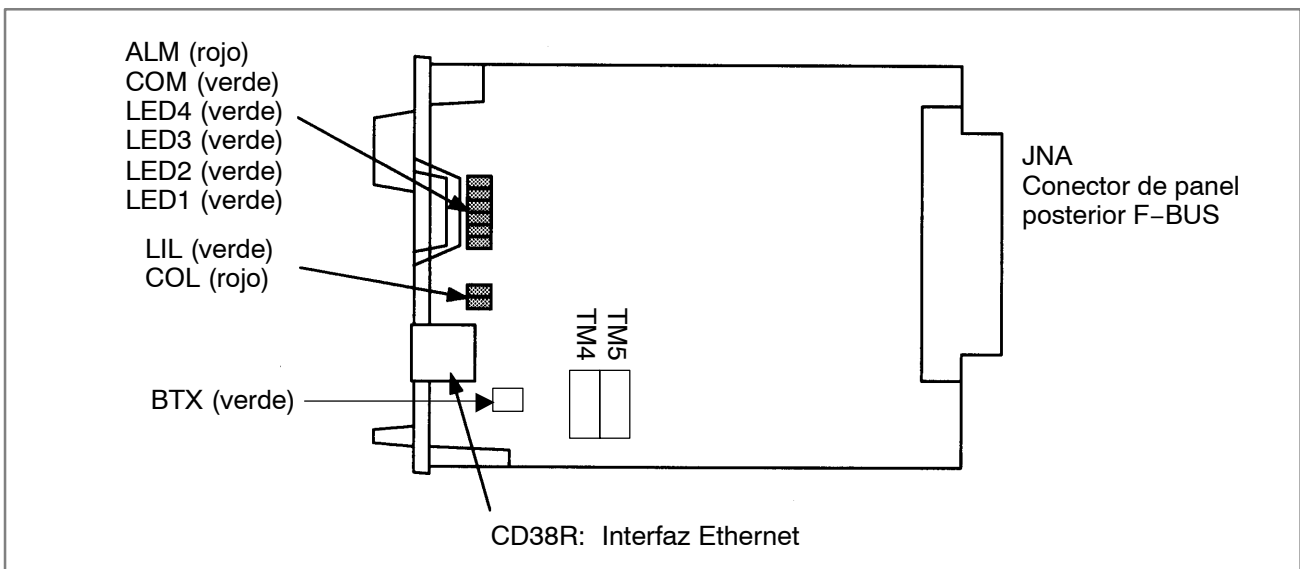 ALM (rojo)
COM (verde)
LED4 (verde)
LED3 (verde)
LED2 (verde)
LED1 (verde)
LIL (verde)
COL (rojo)
TM4
TM5
BTX (verde)
JNA
Conector de panel
posterior F−BUS
CD38R: Interfaz Ethernet